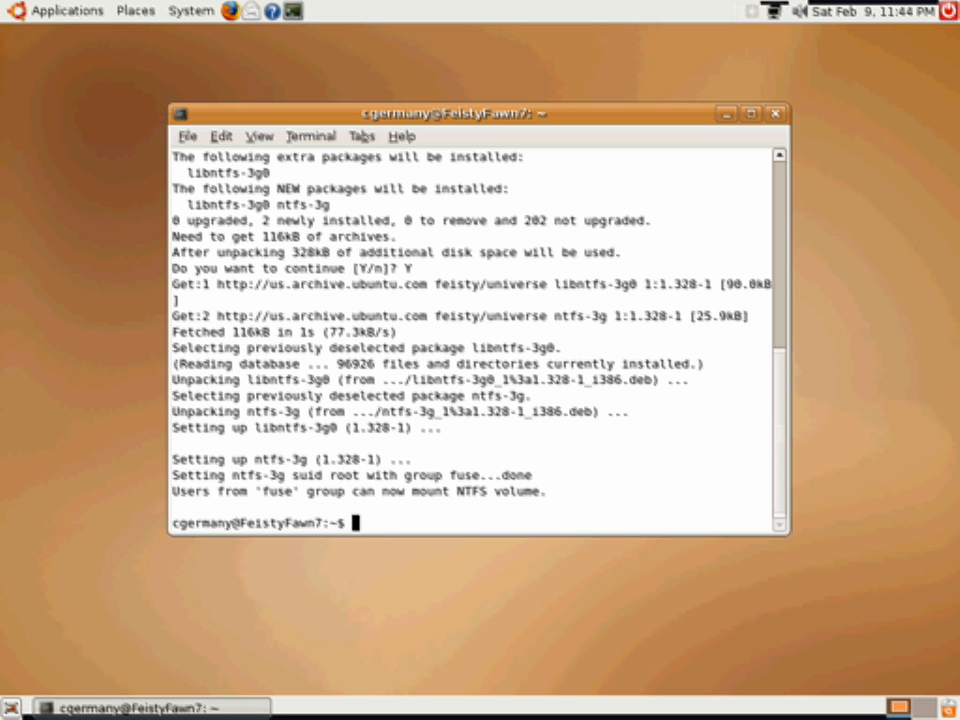 Applications Places System Sat Feb 9, 11:44 PM
cgermany@FeistyFawn7: ~
File Edit View Terminal Tabs Help
The following extra packages will be installed:
libntfs-3g0
The following NEW packages will be installed:
libntfs-3g0 ntfs-3g
0 upgraded, 2 newly installed, 0 to remove and 202 not upgraded.
Need to get 116kB of archives.
After unpacking 328kB of additional disk space will be used.
Do you want to continue [Y/n]? Y
Get:1 http://us.archive.ubuntu.com feisty/universe libntfs-3g0 1:1.328-1 [90.0kB
]
Get:2 http://us.archive.ubuntu.com feisty/universe ntfs-3g 1:1.328-1 [25.9kB]
Fetched 116kB in 1s (77.3kB/s)
Selecting previously deselected package libntfs-3g0.
(Reading database ... 96926 files and directories currently installed.)
Unpacking libntfs-3g0 (from .../libntfs-3g0_1%3a1.328-1_i386.deb) ...
Selecting previously deselected package ntfs-3g.
Unpacking ntfs-3g (from .../ntfs-3g_1%3a1.328-1_i386.deb) ...
Setting up libntfs-3g0 (1.328-1) ...
Setting up ntfs-3g (1.328-1) ...
Setting ntfs-3g suid root with group fuse...done
Users from 'fuse' group can now mount NTFS volume.
cgermany@FeistyFawn7:~$
cgermany@FeistyFawn7: ~